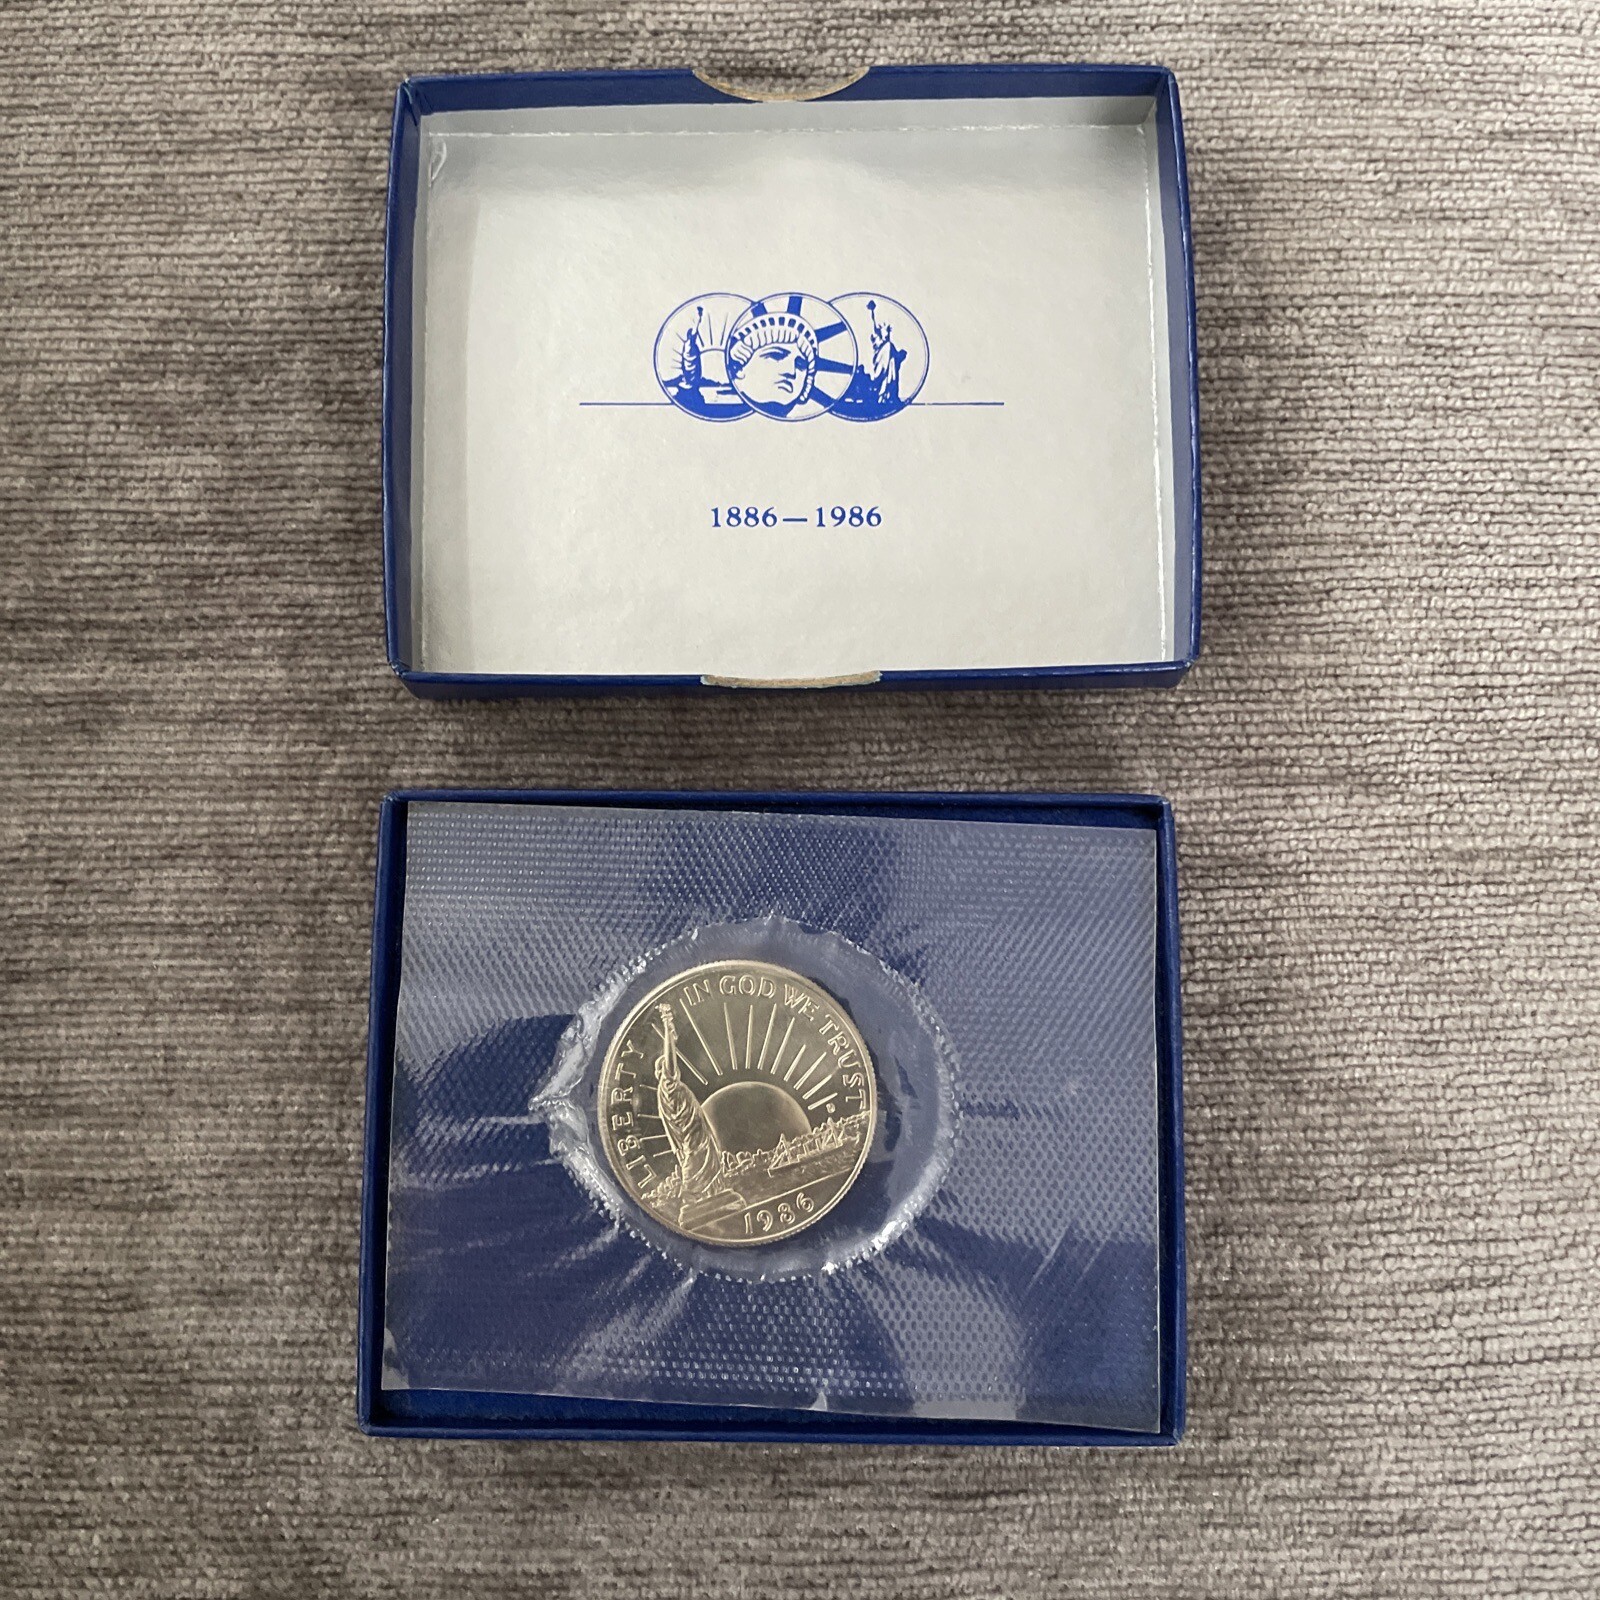 1886—1986
LIBERTY
IN GOD WE TRUST
D
1986